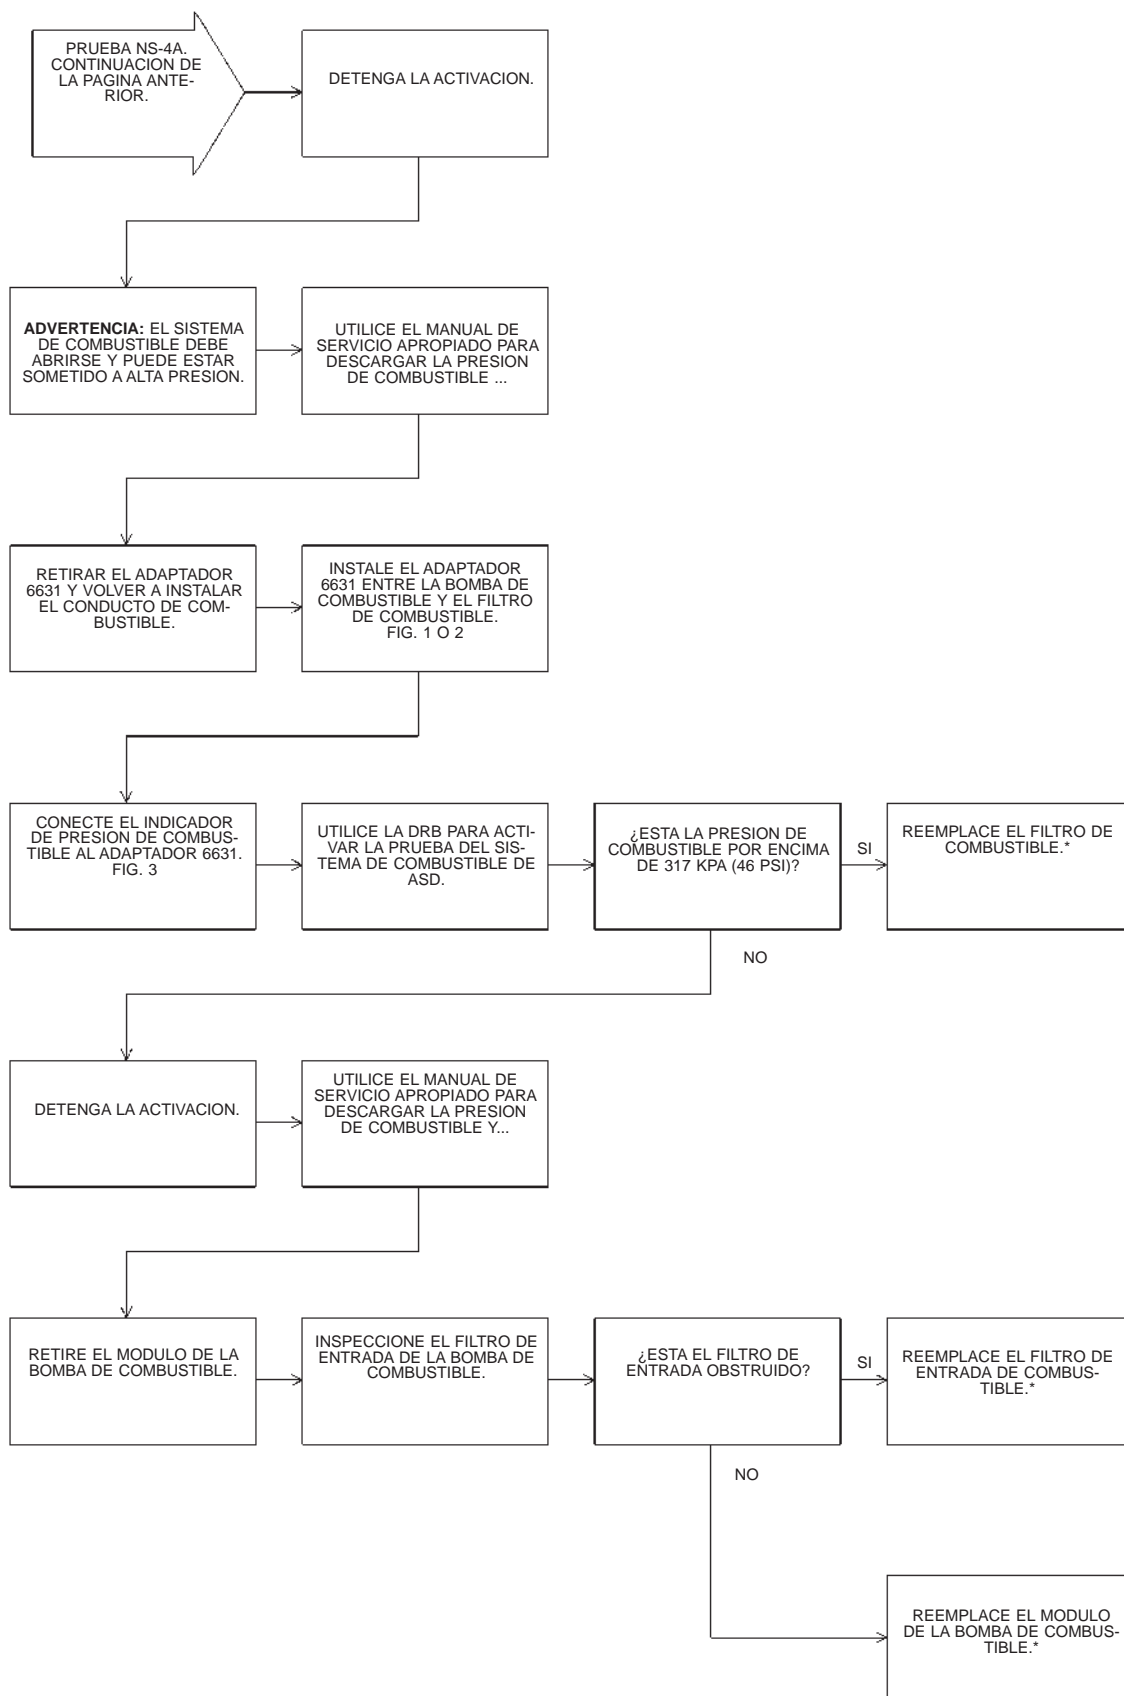 PRUEBA NS-4A.
CONTINUACION DE
LA PAGINA ANTE-
RIOR.
DETENGA LA ACTIVACION.
ADVERTENCIA: EL SISTEMA
DE COMBUSTIBLE DEBE
ABRIRSE Y PUEDE ESTAR
SOMETIDO A ALTA PRESION.
UTILICE EL MANUAL DE
SERVICIO APROPIADO PARA
DESCARGAR LA PRESION
DE COMBUSTIBLE ...
RETIRAR EL ADAPTADOR
6631 Y VOLVER A INSTALAR
EL CONDUCTO DE COM-
BUSTIBLE.
INSTALE EL ADAPTADOR
6631 ENTRE LA BOMBA DE
COMBUSTIBLE Y EL FILTRO
DE COMBUSTIBLE.
FIG. 1 O 2
CONECTE EL INDICADOR
DE PRESION DE COMBUS-
TIBLE AL ADAPTADOR 6631.
FIG. 3
UTILICE LA DRB PARA ACTI-
VAR LA PRUEBA DEL SIS-
TEMA DE COMBUSTIBLE DE
ASD.
¿ESTA LA PRESION DE
COMBUSTIBLE POR ENCIMA
DE 317 KPA (46 PSI)?
SI
REEMPLACE EL FILTRO DE
COMBUSTIBLE.*
NO
DETENGA LA ACTIVACION.
UTILICE EL MANUAL DE
SERVICIO APROPIADO PARA
DESCARGAR LA PRESION
DE COMBUSTIBLE Y...
RETIRE EL MODULO DE LA
BOMBA DE COMBUSTIBLE.
INSPECCIONE EL FILTRO DE
ENTRADA DE LA BOMBA DE
COMBUSTIBLE.
¿ESTA EL FILTRO DE
ENTRADA OBSTRUIDO?
SI
REEMPLACE EL FILTRO DE
ENTRADA DE COMBUS-
TIBLE.*
NO
REEMPLACE EL MODULO
DE LA BOMBA DE COMBUS-
TIBLE.*